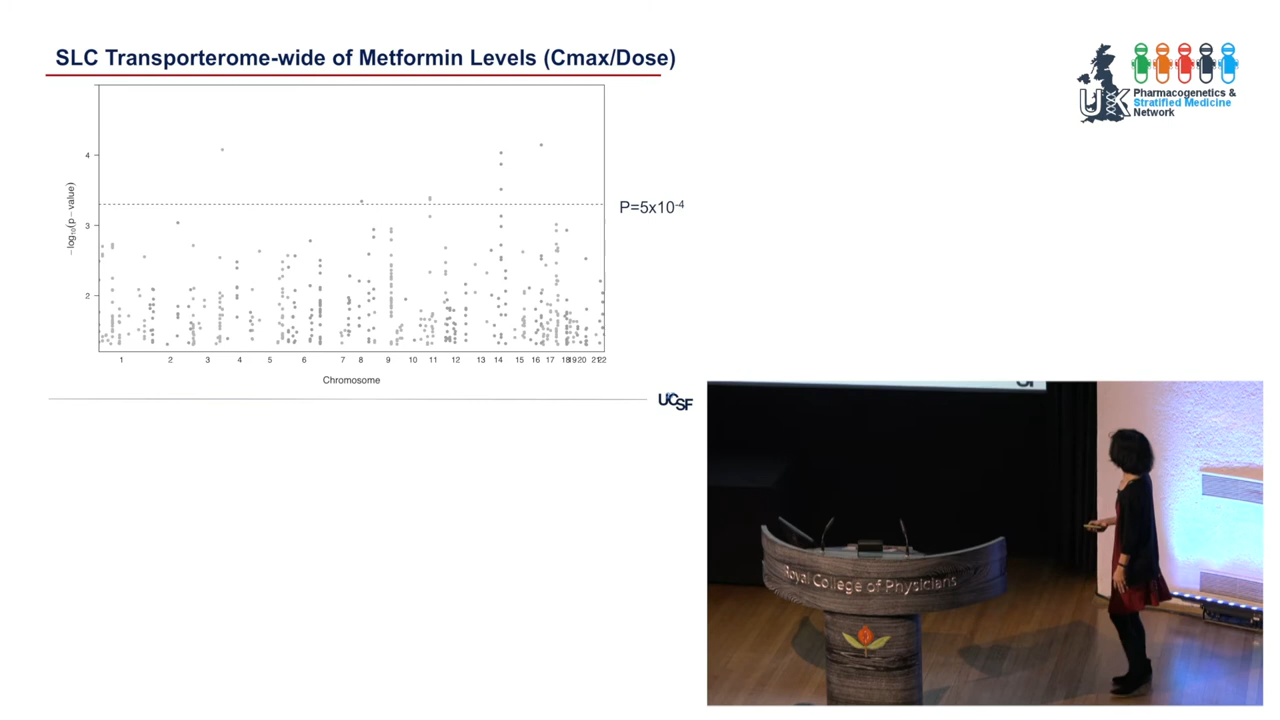 SLC Transporterome-wide of Metformin Levels (Cmax/Dose)
UK
Pharmacogenetics &
Stratified Medicine
Network
4
3
2
−log10(p − value)
P=5x10-4
1 2 3 4 5 6 7 8 9 10 11 12 13 14 15 16 17 18 19 20 21 22
Chromosome
UCSF
Royal College of Physicians